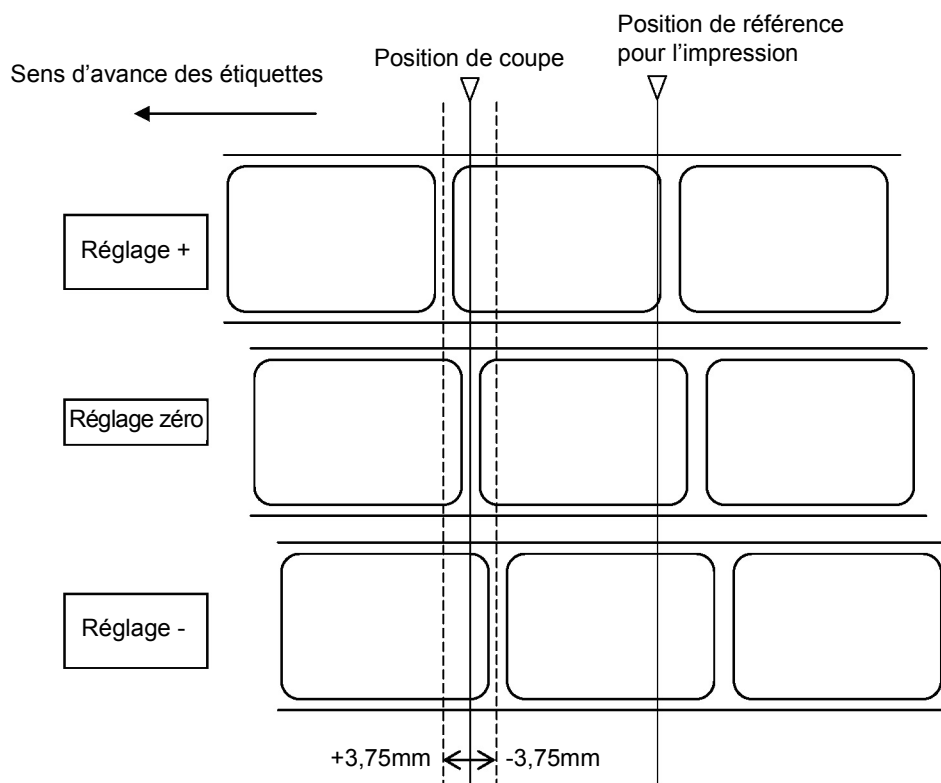 Position de référence
pour l’impression
Position de coupe
Sens d’avance des étiquettes
Réglage +
Réglage zéro
Réglage -
+3,75mm
-3,75mm